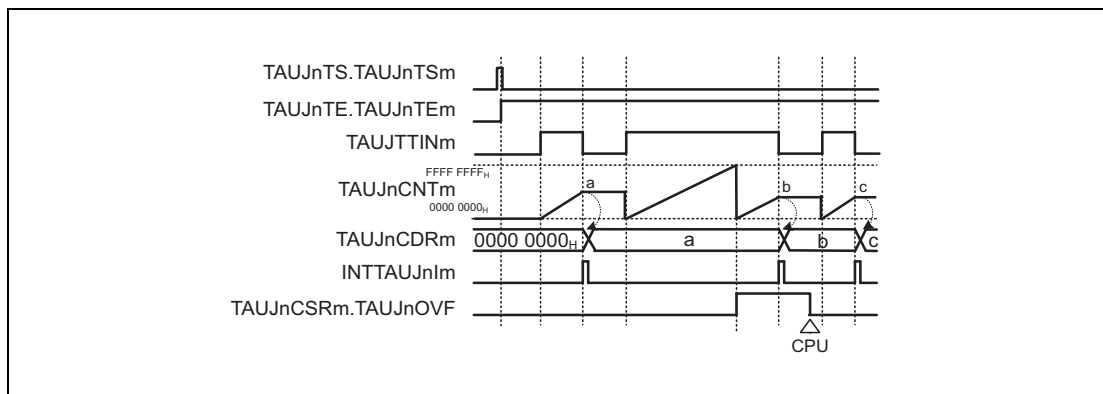 TAUJnTS.TAUJnTSm
TAUJnTE.TAUJnTEm
TAUJTTINm
FFFF FFFFH
TAUJnCNTm
0000 0000H
a
b
c
TAUJnCDRm
0000 0000H
a
b
c
INTTAUJnIm
TAUJnCSRm.TAUJnOVF
CPU